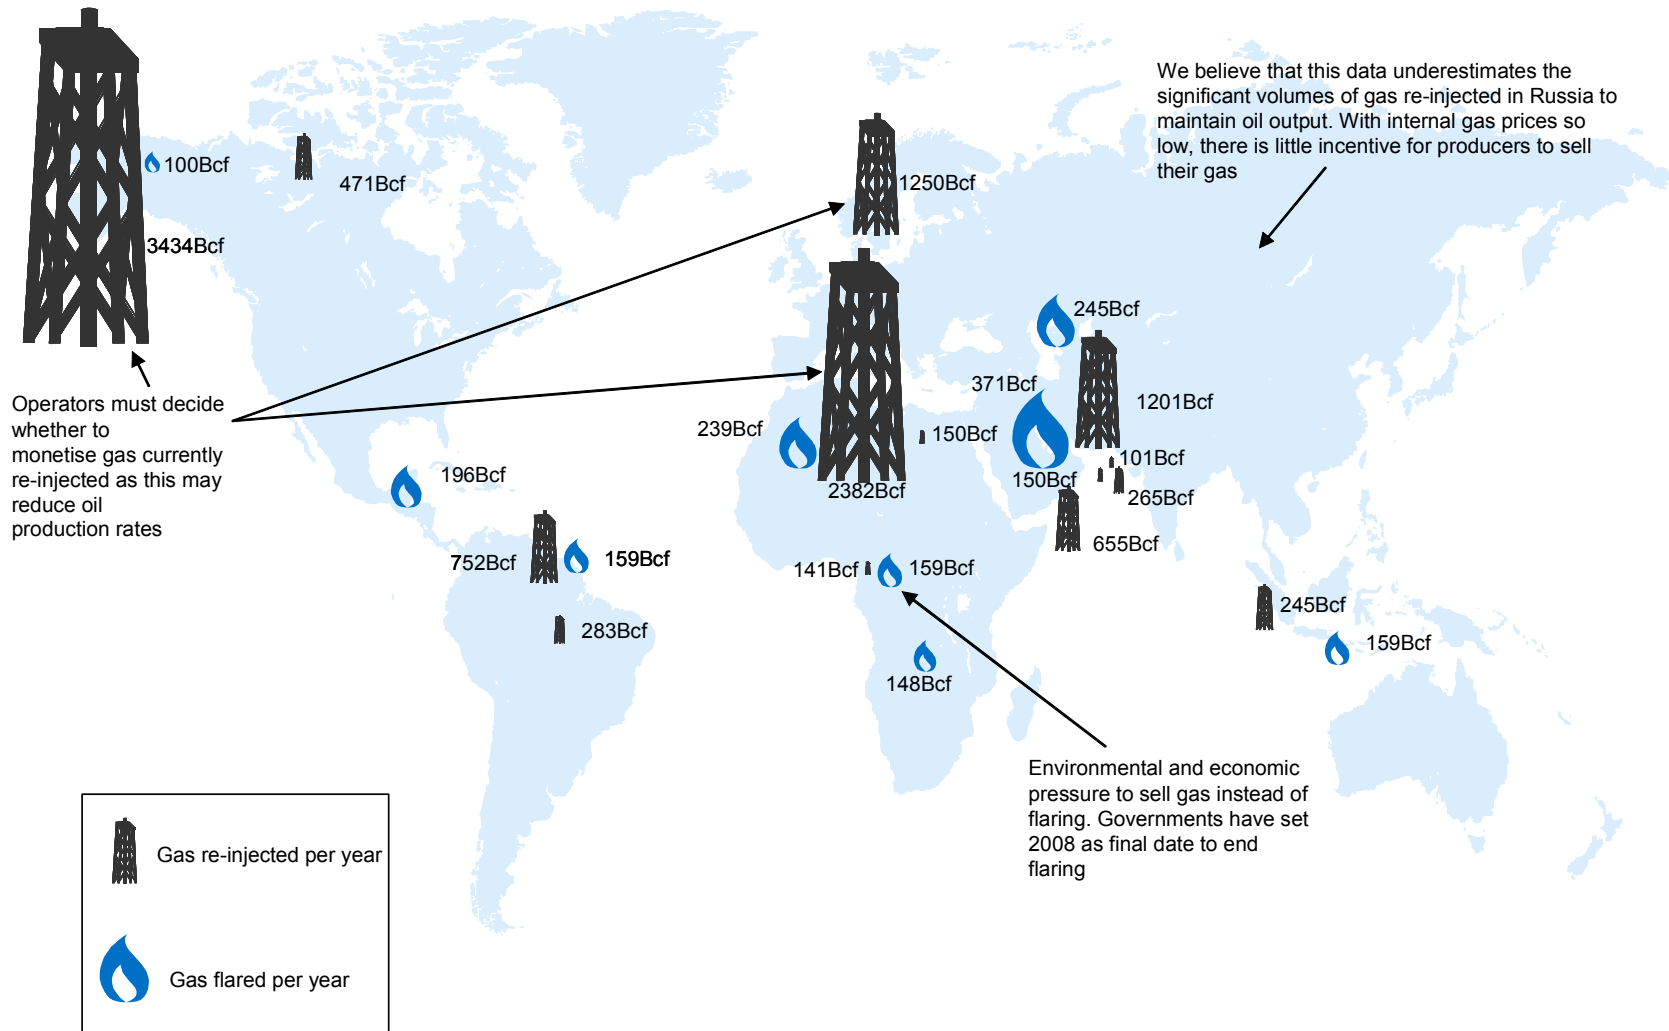 We believe that this data underestimates the
significant volumes of gas re-injected in Russia to
maintain oil output. With internal gas prices so
low, there is little incentive for producers to sell
their gas
100Bcf
471Bcf
1250Bcf
3434Bcf
245Bcf
371Bcf
1201Bcf
Operators must decide
whether to
monetise gas currently
re-injected as this may
reduce oil
production rates
239Bcf
150Bcf
101Bcf
196Bcf
150Bcf
2382Bcf
265Bcf
655Bcf
752Bcf
159Bcf
141Bcf
159Bcf
245Bcf
283Bcf
159Bcf
148Bcf
Environmental and economic
pressure to sell gas instead of
flaring. Governments have set
2008 as final date to end
flaring
Gas re-injected per year
Gas flared per year